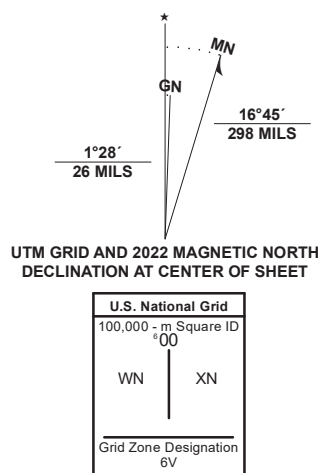 ★
MN
GN
16°45´
298 MILS
1°28´
26 MILS
UTM GRID AND 2022 MAGNETIC NORTH
DECLINATION AT CENTER OF SHEET
U.S. National Grid
100,000 - m Square ID
⁶00
WN XN
Grid Zone Designation
6V